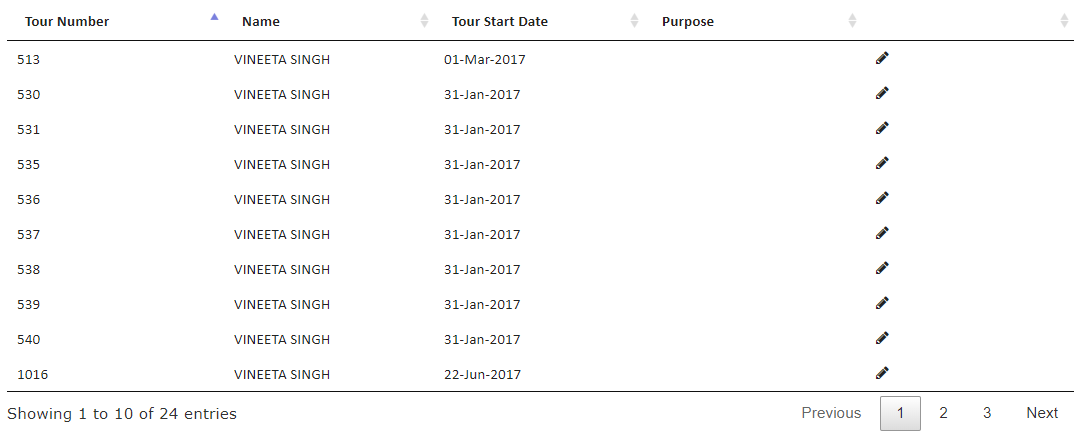 Tour Number Name Tour Start Date Purpose
513 VINEETA SINGH 01-Mar-2017
530 VINEETA SINGH 31-Jan-2017
531 VINEETA SINGH 31-Jan-2017
535 VINEETA SINGH 31-Jan-2017
536 VINEETA SINGH 31-Jan-2017
537 VINEETA SINGH 31-Jan-2017
538 VINEETA SINGH 31-Jan-2017
539 VINEETA SINGH 31-Jan-2017
540 VINEETA SINGH 31-Jan-2017
1016 VINEETA SINGH 22-Jun-2017
Showing 1 to 10 of 24 entries Previous 1 2 3 Next